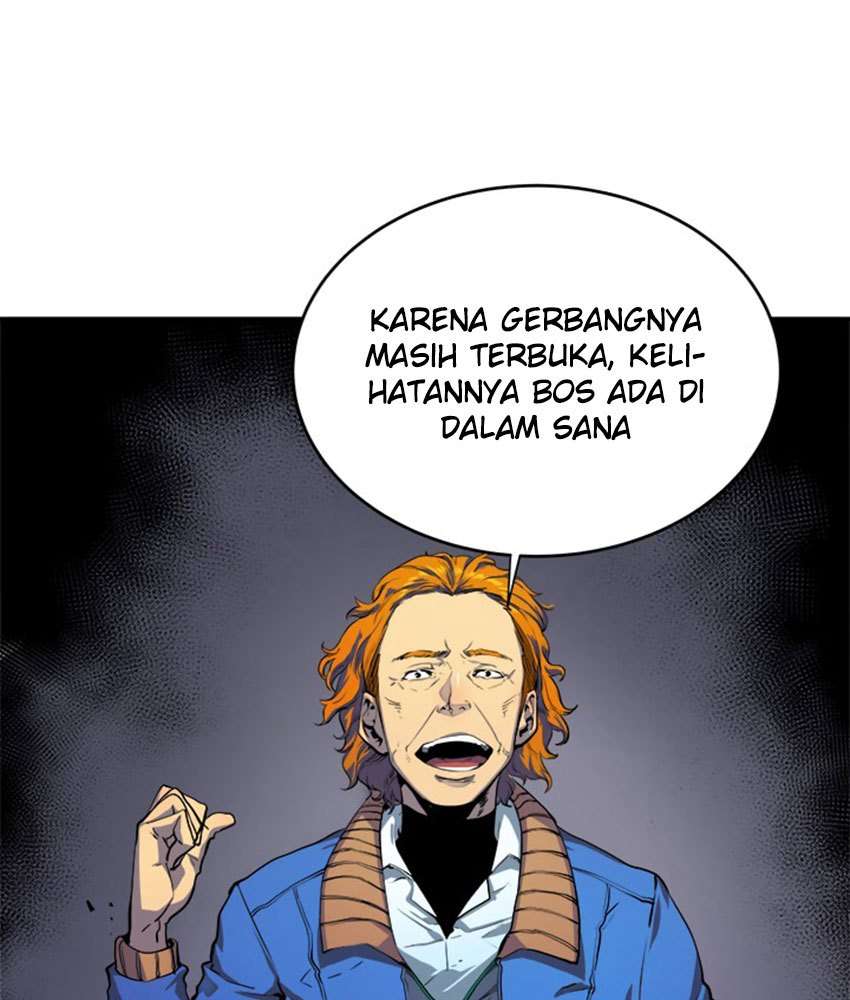 KARENA GERBANGNYA
MASIH TERBUKA, KELI-
HATANNYA BOS ADA DI
DALAM SANA